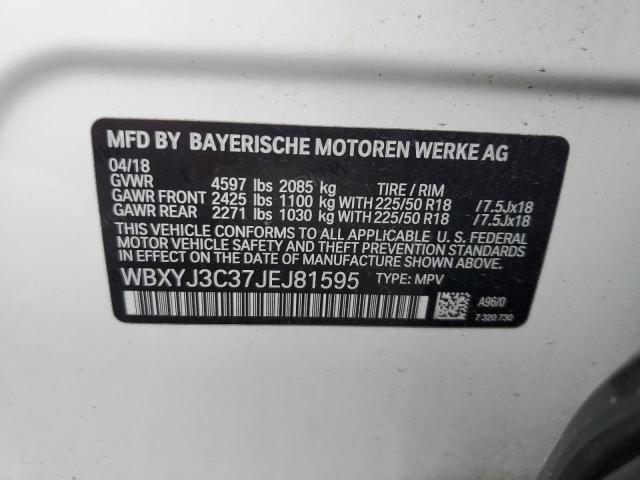 MFD BY BAYERISCHE MOTOREN WERKE AG
04/18
GVWR 4597 lbs 2085 kg TIRE / RIM
GAWR FRONT 2425 lbs 1100 kg WITH 225/50 R18 /7.5Jx18
GAWR REAR 2271 lbs 1030 kg WITH 225/50 R18 /7.5Jx18
THIS VEHICLE CONFORMS TO ALL APPLICABLE U. S. FEDERAL
MOTOR VEHICLE SAFETY AND THEFT PREVENTION STANDARDS
IN EFFECT ON THE DATE OF MANUFACTURE SHOWN ABOVE.
WBXYJ3C37JEJ81595 TYPE: MPV
A96/0
7 320 730